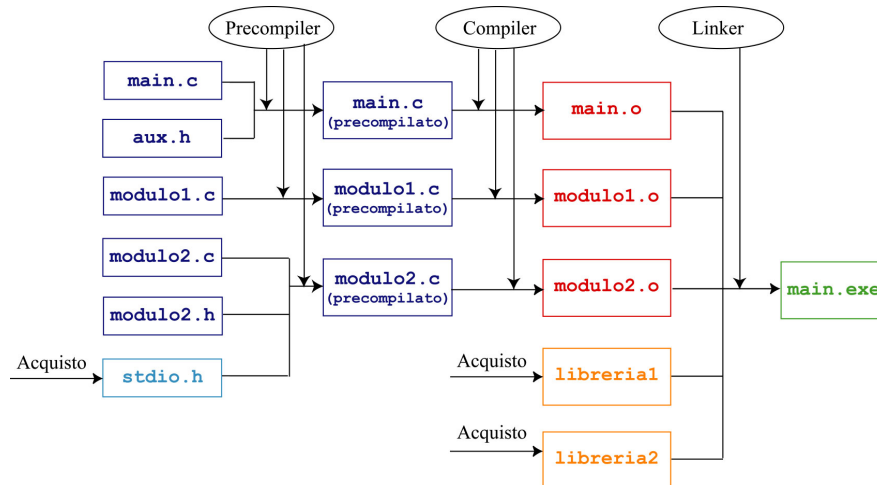 Precompiler
Compiler
Linker
main.c
aux.h
modulo1.c
modulo2.c
modulo2.h
Acquisto
stdio.h
main.c
(precompilato)
modulo1.c
(precompilato)
modulo2.c
(precompilato)
main.o
modulo1.o
modulo2.o
Acquisto
libreria1
Acquisto
libreria2
main.exe